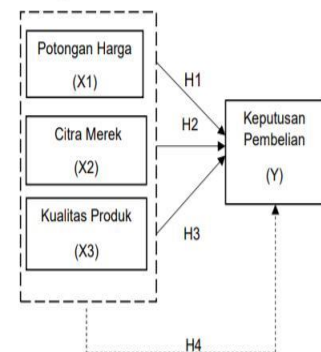 Potongan Harga
(X1)
H1
Citra Merek
(X2)
H2
Keputusan
Pembelian
(Y)
Kualitas Produk
(X3)
H3
H4